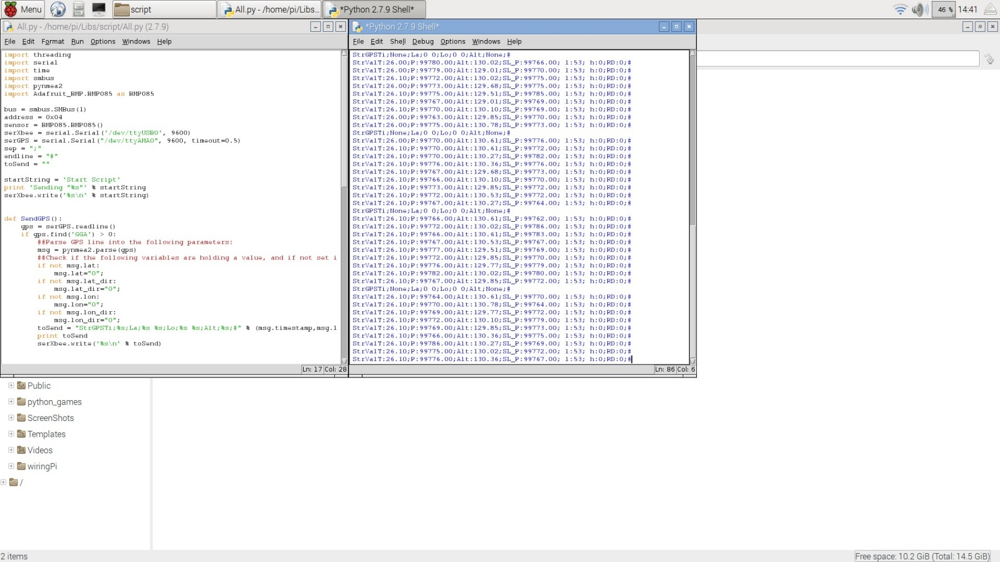 Menu
script
All.py - /home/pi/Libs...
*Python 2.7.9 Shell*
46 %
14:41
All.py - /home/pi/Libs/script/All.py (2.7.9)
File Edit Format Run Options Windows Help
import threading
import serial
import time
import smbus
import pynmea2
import Adafruit_BMP.BMP085 as BMP085
bus = smbus.SMBus(1)
address = 0x04
sensor = BMP085.BMP085()
serXbee = serial.Serial('/dev/ttyUSB0', 9600)
serGPS = serial.Serial("/dev/ttyAMA0", 9600, timeout=0.5)
sep = ";"
endline = "#"
toSend = ""
startString = 'Start Script'
print 'Sending "%s"' % startString
serXbee.write('%s\n' % startString)
def SendGPS():
gps = serGPS.readline()
if gps.find('GGA') > 0:
##Parse GPS line into the following parameters:
msg = pynmea2.parse(gps)
##Check if the following variables are holding a value, and if not set i
if not msg.lat:
msg.lat="0";
if not msg.lat_dir:
msg.lat_dir="0";
if not msg.lon:
msg.lon="0";
if not msg.lon_dir:
msg.lon_dir="0";
toSend = "StrGPSTi;%s;La;%s %s;Lo;%s %s;Alt;%s;#" % (msg.timestamp,msg.l
print toSend
serXbee.write('%s\n' % toSend)
Ln: 17 Col: 28
*Python 2.7.9 Shell*
File Edit Shell Debug Options Windows Help
StrGPSTi;None;La;0 0;Lo;0 0;Alt;None;#
StrValT:26.00;P:99780.00;Alt:130.02;SL_P:99766.00; l:53; h:0;RD:0;#
StrValT:26.00;P:99779.00;Alt:129.01;SL_P:99770.00; l:53; h:0;RD:0;#
StrValT:26.10;P:99772.00;Alt:130.02;SL_P:99775.00; l:53; h:0;RD:0;#
StrValT:26.00;P:99773.00;Alt:129.68;SL_P:99775.00; l:53; h:0;RD:0;#
StrValT:26.10;P:99775.00;Alt:129.51;SL_P:99785.00; l:53; h:0;RD:0;#
StrValT:26.10;P:99767.00;Alt:129.01;SL_P:99769.00; l:53; h:0;RD:0;#
StrValT:26.10;P:99770.00;Alt:130.10;SL_P:99769.00; l:53; h:0;RD:0;#
StrValT:26.00;P:99763.00;Alt:129.85;SL_P:99770.00; l:53; h:0;RD:0;#
StrValT:26.00;P:99775.00;Alt:130.78;SL_P:99773.00; l:53; h:0;RD:0;#
StrGPSTi;None;La;0 0;Lo;0 0;Alt;None;#
StrValT:26.00;P:99770.00;Alt:130.61;SL_P:99776.00; l:53; h:0;RD:0;#
StrValT:26.10;P:99770.00;Alt:130.61;SL_P:99772.00; l:53; h:0;RD:0;#
StrValT:26.10;P:99770.00;Alt:130.27;SL_P:99782.00; l:53; h:0;RD:0;#
StrValT:26.10;P:99776.00;Alt:130.36;SL_P:99776.00; l:53; h:0;RD:0;#
StrValT:26.10;P:99767.00;Alt:129.68;SL_P:99773.00; l:53; h:0;RD:0;#
StrValT:26.10;P:99766.00;Alt:130.10;SL_P:99770.00; l:53; h:0;RD:0;#
StrValT:26.10;P:99773.00;Alt:129.85;SL_P:99772.00; l:53; h:0;RD:0;#
StrValT:26.10;P:99772.00;Alt:130.53;SL_P:99772.00; l:53; h:0;RD:0;#
StrValT:26.10;P:99767.00;Alt:130.27;SL_P:99764.00; l:53; h:0;RD:0;#
StrGPSTi;None;La;0 0;Lo;0 0;Alt;None;#
StrValT:26.10;P:99766.00;Alt:130.61;SL_P:99762.00; l:53; h:0;RD:0;#
StrValT:26.10;P:99772.00;Alt:130.02;SL_P:99786.00; l:53; h:0;RD:0;#
StrValT:26.10;P:99766.00;Alt:130.61;SL_P:99783.00; l:53; h:0;RD:0;#
StrValT:26.10;P:99767.00;Alt:130.53;SL_P:99767.00; l:53; h:0;RD:0;#
StrValT:26.10;P:99777.00;Alt:129.51;SL_P:99769.00; l:53; h:0;RD:0;#
StrValT:26.10;P:99772.00;Alt:129.85;SL_P:99770.00; l:53; h:0;RD:0;#
StrValT:26.10;P:99776.00;Alt:129.77;SL_P:99779.00; l:53; h:0;RD:0;#
StrValT:26.10;P:99782.00;Alt:130.02;SL_P:99780.00; l:53; h:0;RD:0;#
StrValT:26.10;P:99767.00;Alt:129.85;SL_P:99772.00; l:53; h:0;RD:0;#
StrGPSTi;None;La;0 0;Lo;0 0;Alt;None;#
StrValT:26.10;P:99764.00;Alt:130.61;SL_P:99770.00; l:53; h:0;RD:0;#
StrValT:26.10;P:99770.00;Alt:130.78;SL_P:99764.00; l:53; h:0;RD:0;#
StrValT:26.10;P:99769.00;Alt:129.77;SL_P:99772.00; l:53; h:0;RD:0;#
StrValT:26.10;P:99772.00;Alt:130.10;SL_P:99779.00; l:53; h:0;RD:0;#
StrValT:26.10;P:99769.00;Alt:129.85;SL_P:99773.00; l:53; h:0;RD:0;#
StrValT:26.10;P:99766.00;Alt:130.36;SL_P:99775.00; l:53; h:0;RD:0;#
StrValT:26.10;P:99786.00;Alt:130.27;SL_P:99769.00; l:53; h:0;RD:0;#
StrValT:26.10;P:99775.00;Alt:130.02;SL_P:99772.00; l:53; h:0;RD:0;#
StrValT:26.10;P:99776.00;Alt:130.36;SL_P:99767.00; l:53; h:0;RD:0;#
Ln: 86 Col: 6
Public
python_games
ScreenShots
Templates
Videos
wiringPi
/
2 items
Free space: 10.2 GiB (Total: 14.5 GiB)